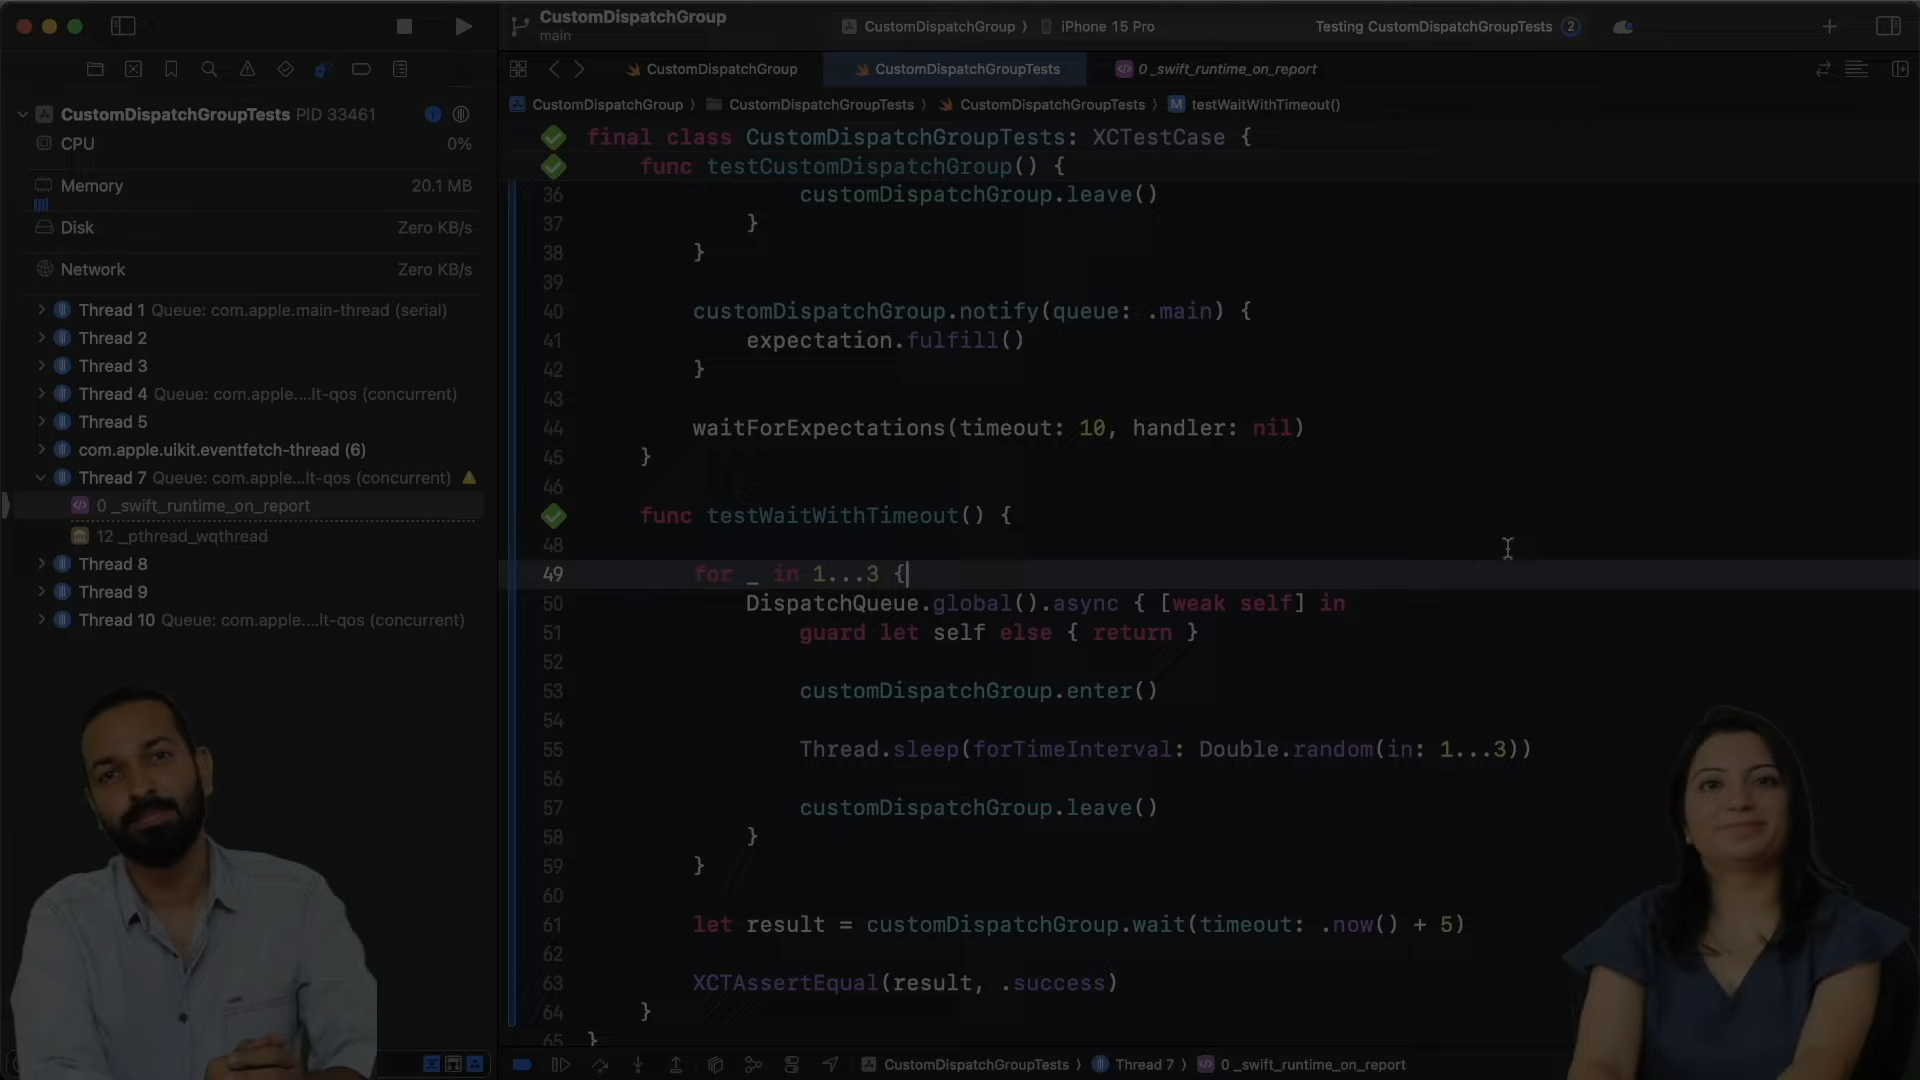 CustomDispatchGroup
main
CustomDispatchGroup 〉 iPhone 15 Pro
Testing CustomDispatchGroupTests 2
CustomDispatchGroup
CustomDispatchGroupTests
0 _swift_runtime_on_report
CustomDispatchGroup 〉 CustomDispatchGroupTests 〉 CustomDispatchGroupTests 〉 M testWaitWithTimeout()
CustomDispatchGroupTests PID 33461
CPU 0%
Memory 20.1 MB
Disk Zero KB/s
Network Zero KB/s
Thread 1 Queue: com.apple.main-thread (serial)
Thread 2
Thread 3
Thread 4 Queue: com.apple....lt-qos (concurrent)
Thread 5
com.apple.uikit.eventfetch-thread (6)
Thread 7 Queue: com.apple...lt-qos (concurrent)
0 _swift_runtime_on_report
12 _pthread_wqthread
Thread 8
Thread 9
Thread 10 Queue: com.apple....lt-qos (concurrent)
final class CustomDispatchGroupTests: XCTestCase {
func testCustomDispatchGroup() {
36 customDispatchGroup.leave()
37 }
38 }
39
40 customDispatchGroup.notify(queue: .main) {
41 expectation.fulfill()
42 }
43
44 waitForExpectations(timeout: 10, handler: nil)
45 }
46
func testWaitWithTimeout() {
48
49 for _ in 1...3 {
50 DispatchQueue.global().async { [weak self] in
51 guard let self else { return }
52
53 customDispatchGroup.enter()
54
55 Thread.sleep(forTimeInterval: Double.random(in: 1...3))
56
57 customDispatchGroup.leave()
58 }
59 }
60
61 let result = customDispatchGroup.wait(timeout: .now() + 5)
62
63 XCTAssertEqual(result, .success)
64 }
65 }
CustomDispatchGroupTests 〉 Thread 7 〉 0 _swift_runtime_on_report